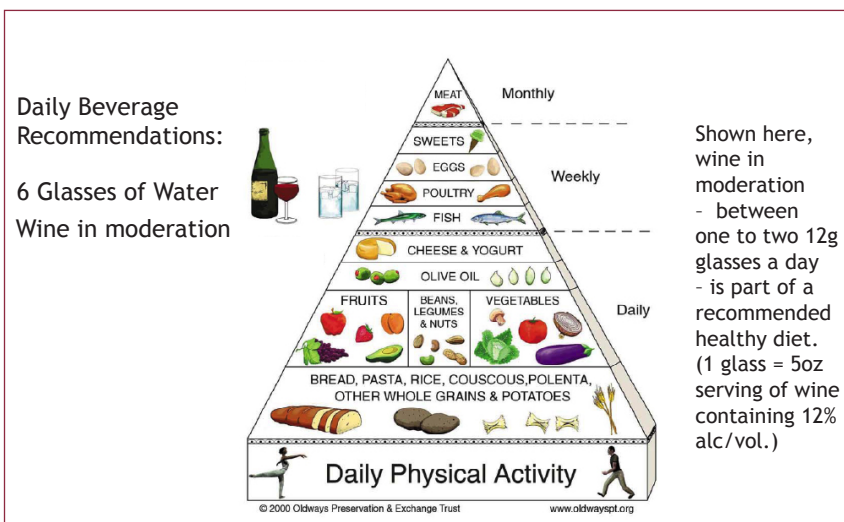 Daily Beverage
Recommendations:
6 Glasses of Water
Wine in moderation
MEAT
Monthly
SWEETS
EGGS
Weekly
POULTRY
FISH
CHEESE & YOGURT
OLIVE OIL
Daily
FRUITS
BEANS,
LEGUMES
& NUTS
VEGETABLES
BREAD, PASTA, RICE, COUSCOUS,POLENTA,
OTHER WHOLE GRAINS & POTATOES
Daily Physical Activity
© 2000 Oldways Preservation & Exchange Trust
www.oldwayspt.org
Shown here,
wine in
moderation
– between
one to two 12g
glasses a day
– is part of a
recommended
healthy diet.
(1 glass = 5oz
serving of wine
containing 12%
alc/vol.)